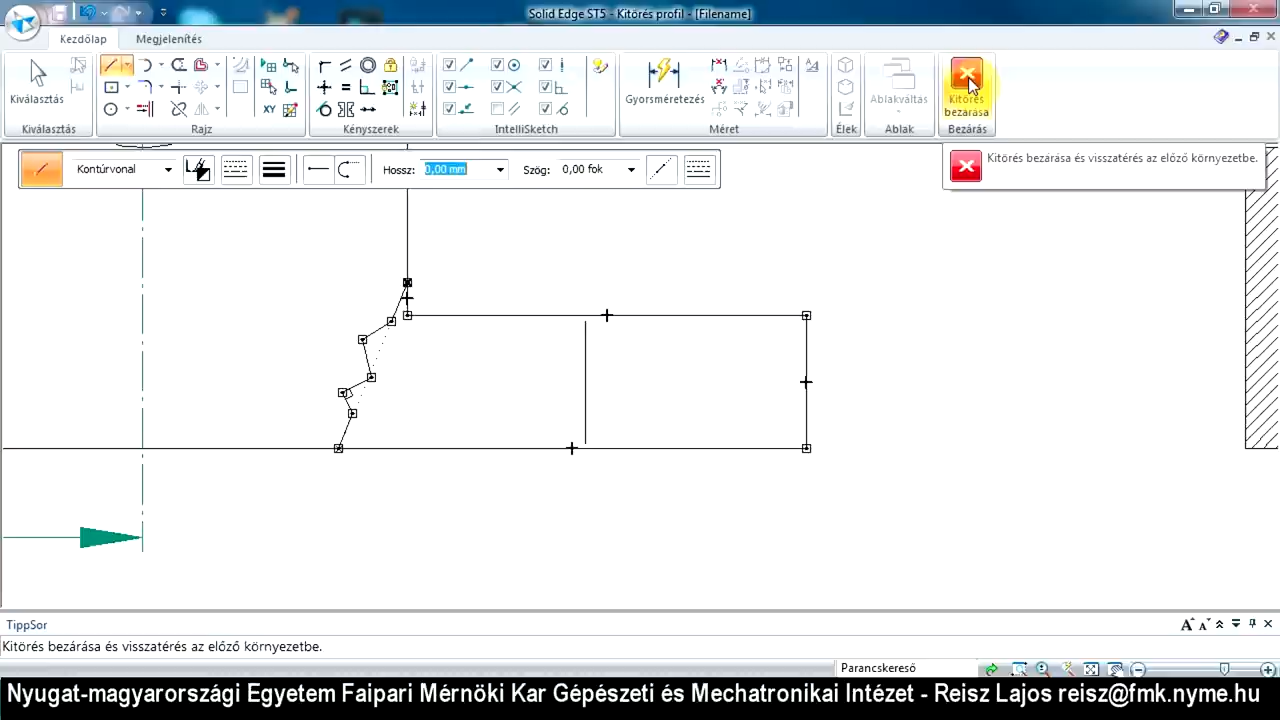 Solid Edge ST5 - Kitörés profil - [Filename]
Kezdőlap
Megjelenítés
Kiválasztás
Gyorsméretezés
Ablakváltás
Kitörés
bezárása
Kiválasztás
Rajz
Kényszerek
IntelliSketch
Méret
Élek
Ablak
Bezárás
Kontúrvonal
Hossz:
0,00 mm
Szög:
0,00 fok
Kitörés bezárása és visszatérés az előző környezetbe.
TippSor
Kitörés bezárása és visszatérés az előző környezetbe.
Parancskereső
Nyugat-magyarországi Egyetem Faipari Mérnöki Kar Gépészeti és Mechatronikai Intézet - Reisz Lajos reisz@fmk.nyme.hu